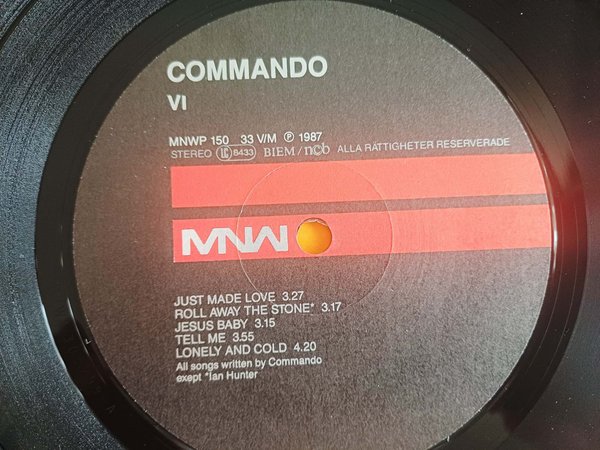 COMMANDO
VI
MNWP 150 33 V/M Ⓟ 1987
STEREO LC 8433 BIEM/n©b ALLA RÄTTIGHETER RESERVERADE
MNW
JUST MADE LOVE 3.27
ROLL AWAY THE STONE* 3.17
JESUS BABY 3.15
TELL ME 3.55
LONELY AND COLD 4.20
All songs written by Commando
exept *Ian Hunter